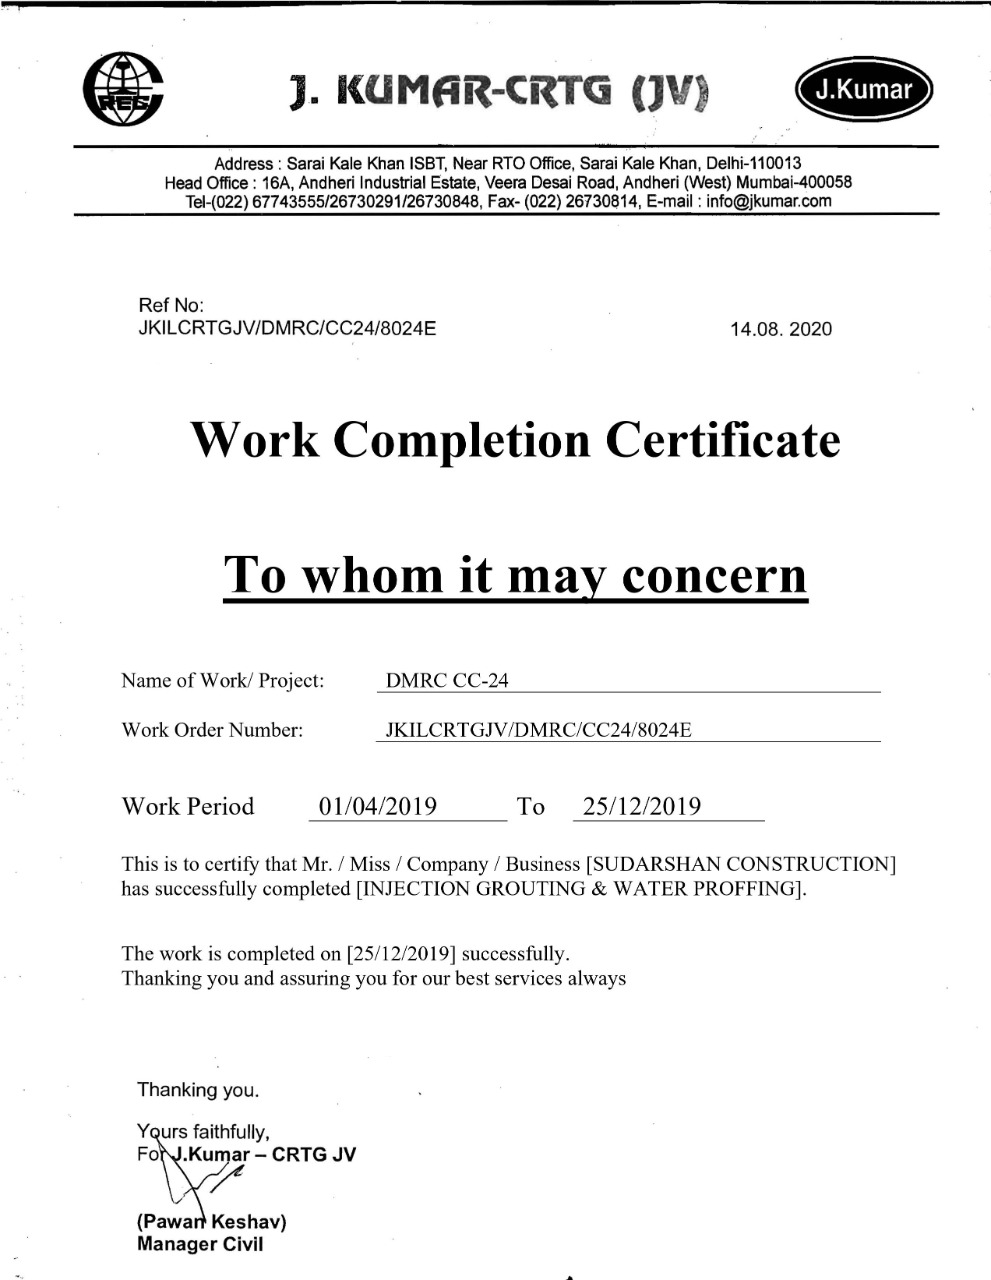 REC
J. KUMAR-CRTG (JV)
J.Kumar
Address : Sarai Kale Khan ISBT, Near RTO Office, Sarai Kale Khan, Delhi-110013
Head Office : 16A, Andheri Industrial Estate, Veera Desai Road, Andheri (West) Mumbai-400058
Tel-(022) 67743555/26730291/26730848, Fax- (022) 26730814, E-mail : info@jkumar.com
Ref No:
JKILCRTGJV/DMRC/CC24/8024E 14.08. 2020
Work Completion Certificate
To whom it may concern
Name of Work/ Project: DMRC CC-24
Work Order Number: JKILCRTGJV/DMRC/CC24/8024E
Work Period 01/04/2019 To 25/12/2019
This is to certify that Mr. / Miss / Company / Business [SUDARSHAN CONSTRUCTION]
has successfully completed [INJECTION GROUTING & WATER PROFFING].
The work is completed on [25/12/2019] successfully.
Thanking you and assuring you for our best services always
Thanking you.
Yours faithfully,
For J.Kumar – CRTG JV
(Pawan Keshav)
Manager Civil